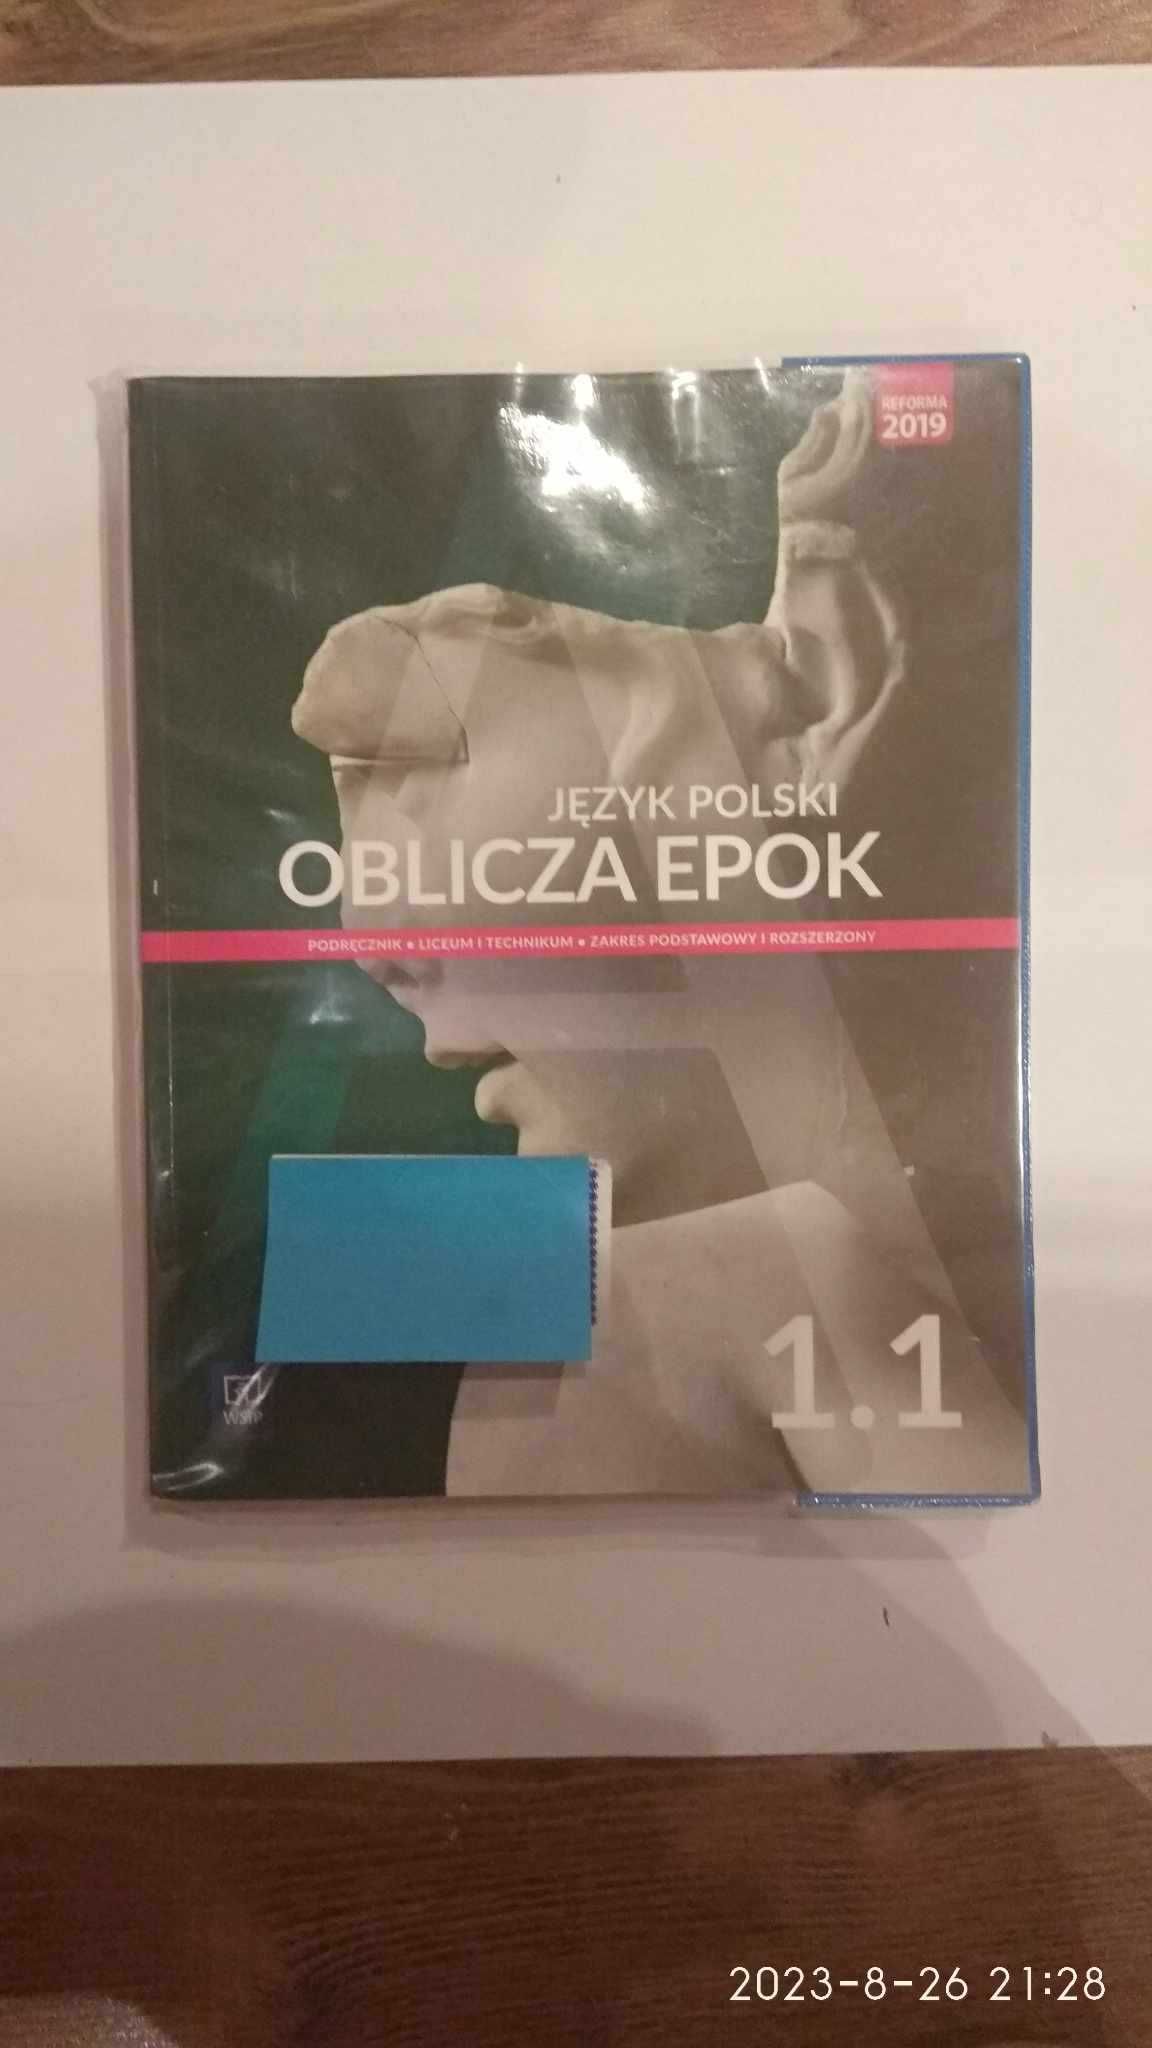 REFORMA
2019
JĘZYK POLSKI
OBLICZA EPOK
PODRĘCZNIK • LICEUM I TECHNIKUM • ZAKRES PODSTAWOWY I ROZSZERZONY
1.1
WSiP
2023-8-26 21:28